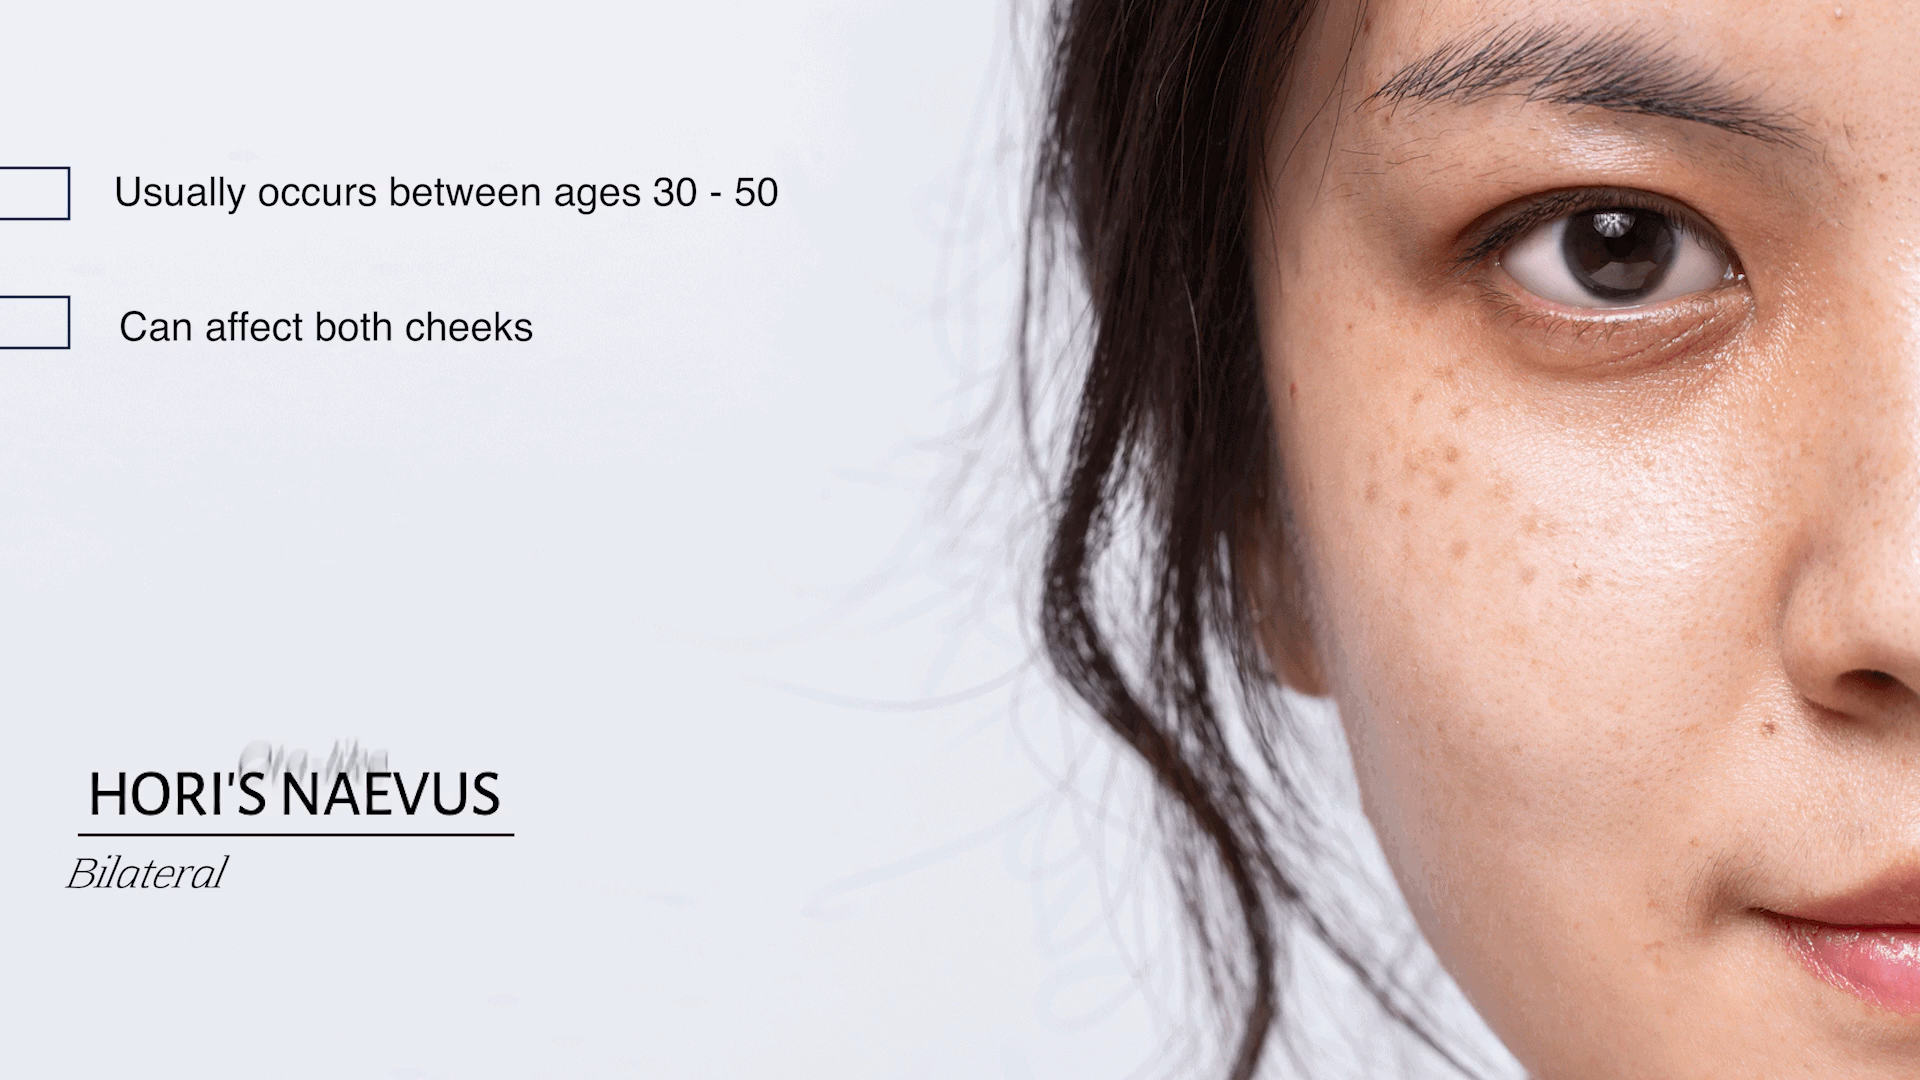 Usually occurs between ages 30 - 50
Can affect both cheeks
HORI'S NAEVUS
Bilateral